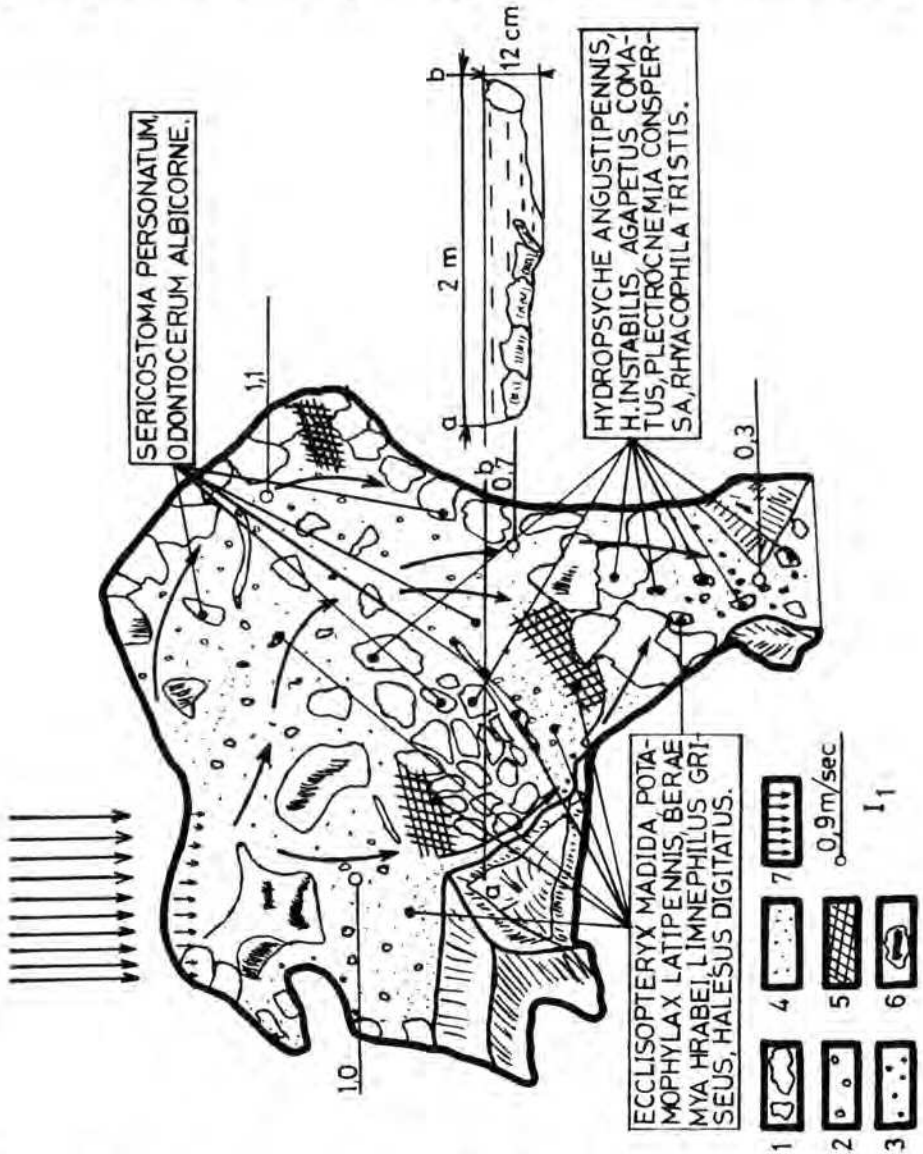 SERICOSTOMA PERSONATUM,
ODONTOCERUM ALBICORNE.
1,1
a
2 m
b
12 cm
1,0
a
b
0,7
HYDROPSYCHE ANGUSTIPENNIS,
H. INSTABILIS, AGAPETUS COMA-
TUS, PLECTROCNEMIA CONSPER-
SA, RHYACOPHILA TRISTIS.
0,3
ECCLISOPTERYX MADIDA, POTA-
MOPHYLAX LATIPENNIS, BERAE
MYA HRABEI, LIMNEPHILUS GRI-
SEUS, HALESUS DIGITATUS.
1
4
7
2
5
0,9m/sec
3
6
I1